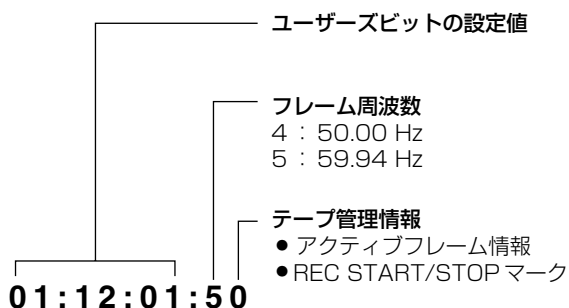 ユーザーズビットの設定値
フレーム周波数
4 : 50.00 Hz
5 : 59.94 Hz
テープ管理情報
● アクティブフレーム情報
●REC START/STOP マーク
01:12:01:50